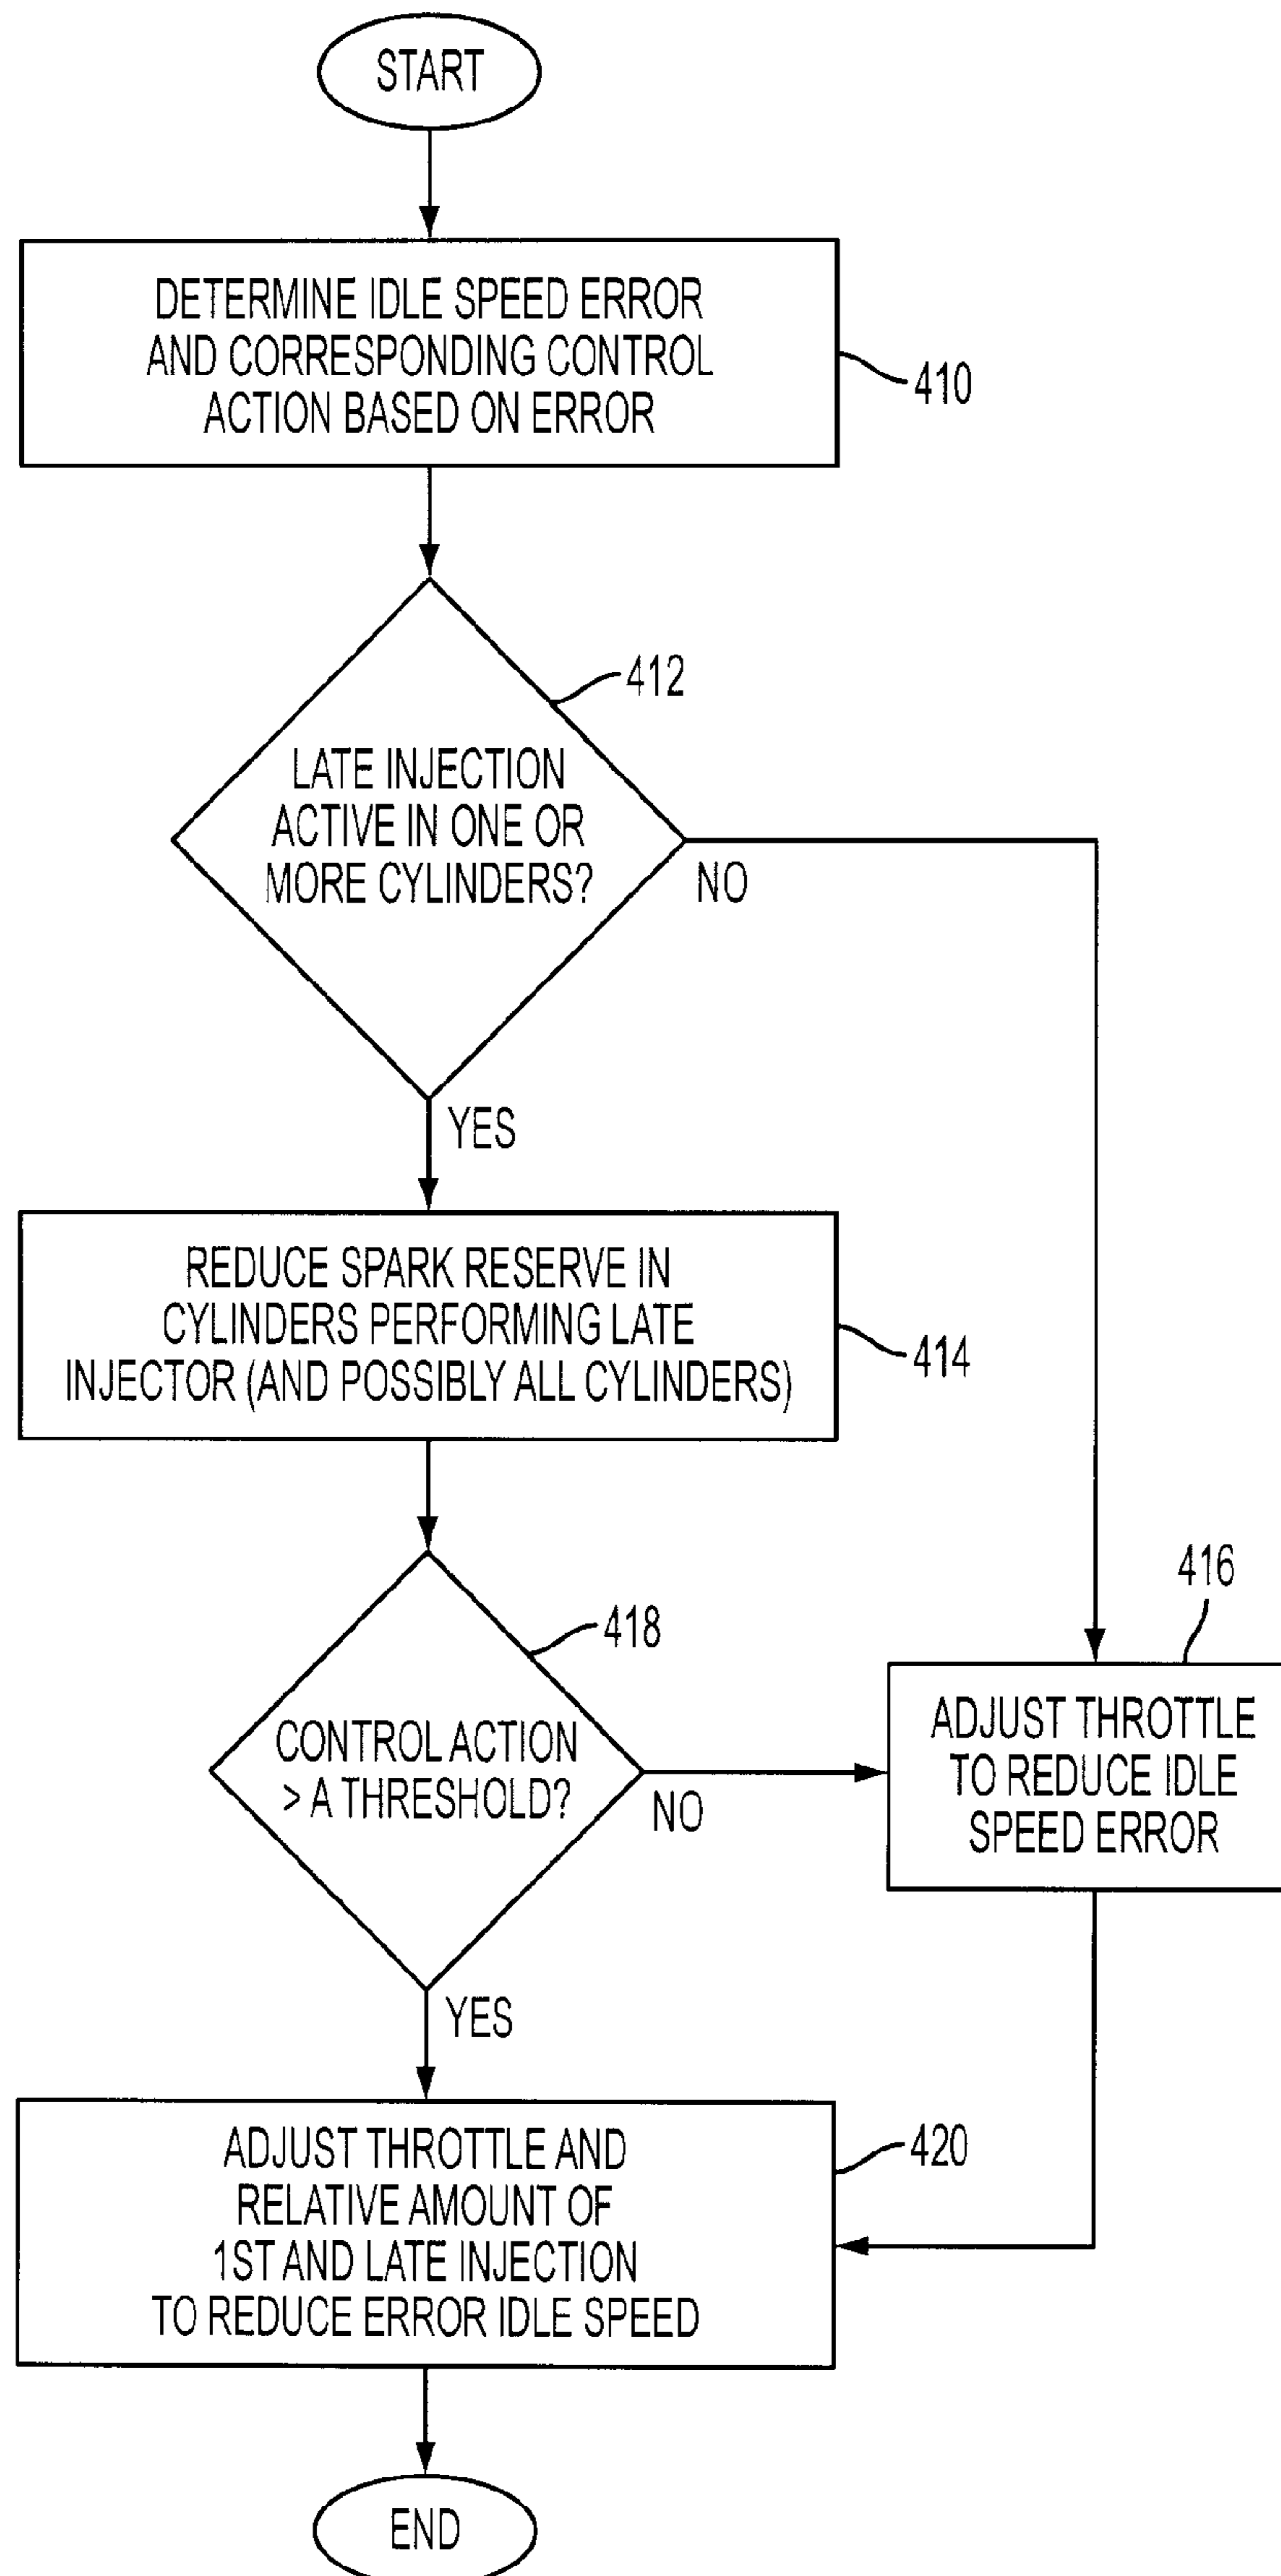 START
DETERMINE IDLE SPEED ERROR
AND CORRESPONDING CONTROL
ACTION BASED ON ERROR
410
412
LATE INJECTION
ACTIVE IN ONE OR
MORE CYLINDERS?
NO
YES
REDUCE SPARK RESERVE IN
CYLINDERS PERFORMING LATE
INJECTOR (AND POSSIBLY ALL CYLINDERS)
414
418
CONTROL ACTION
> A THRESHOLD?
NO
416
ADJUST THROTTLE
TO REDUCE IDLE
SPEED ERROR
YES
ADJUST THROTTLE AND
RELATIVE AMOUNT OF
1ST AND LATE INJECTION
TO REDUCE ERROR IDLE SPEED
420
END